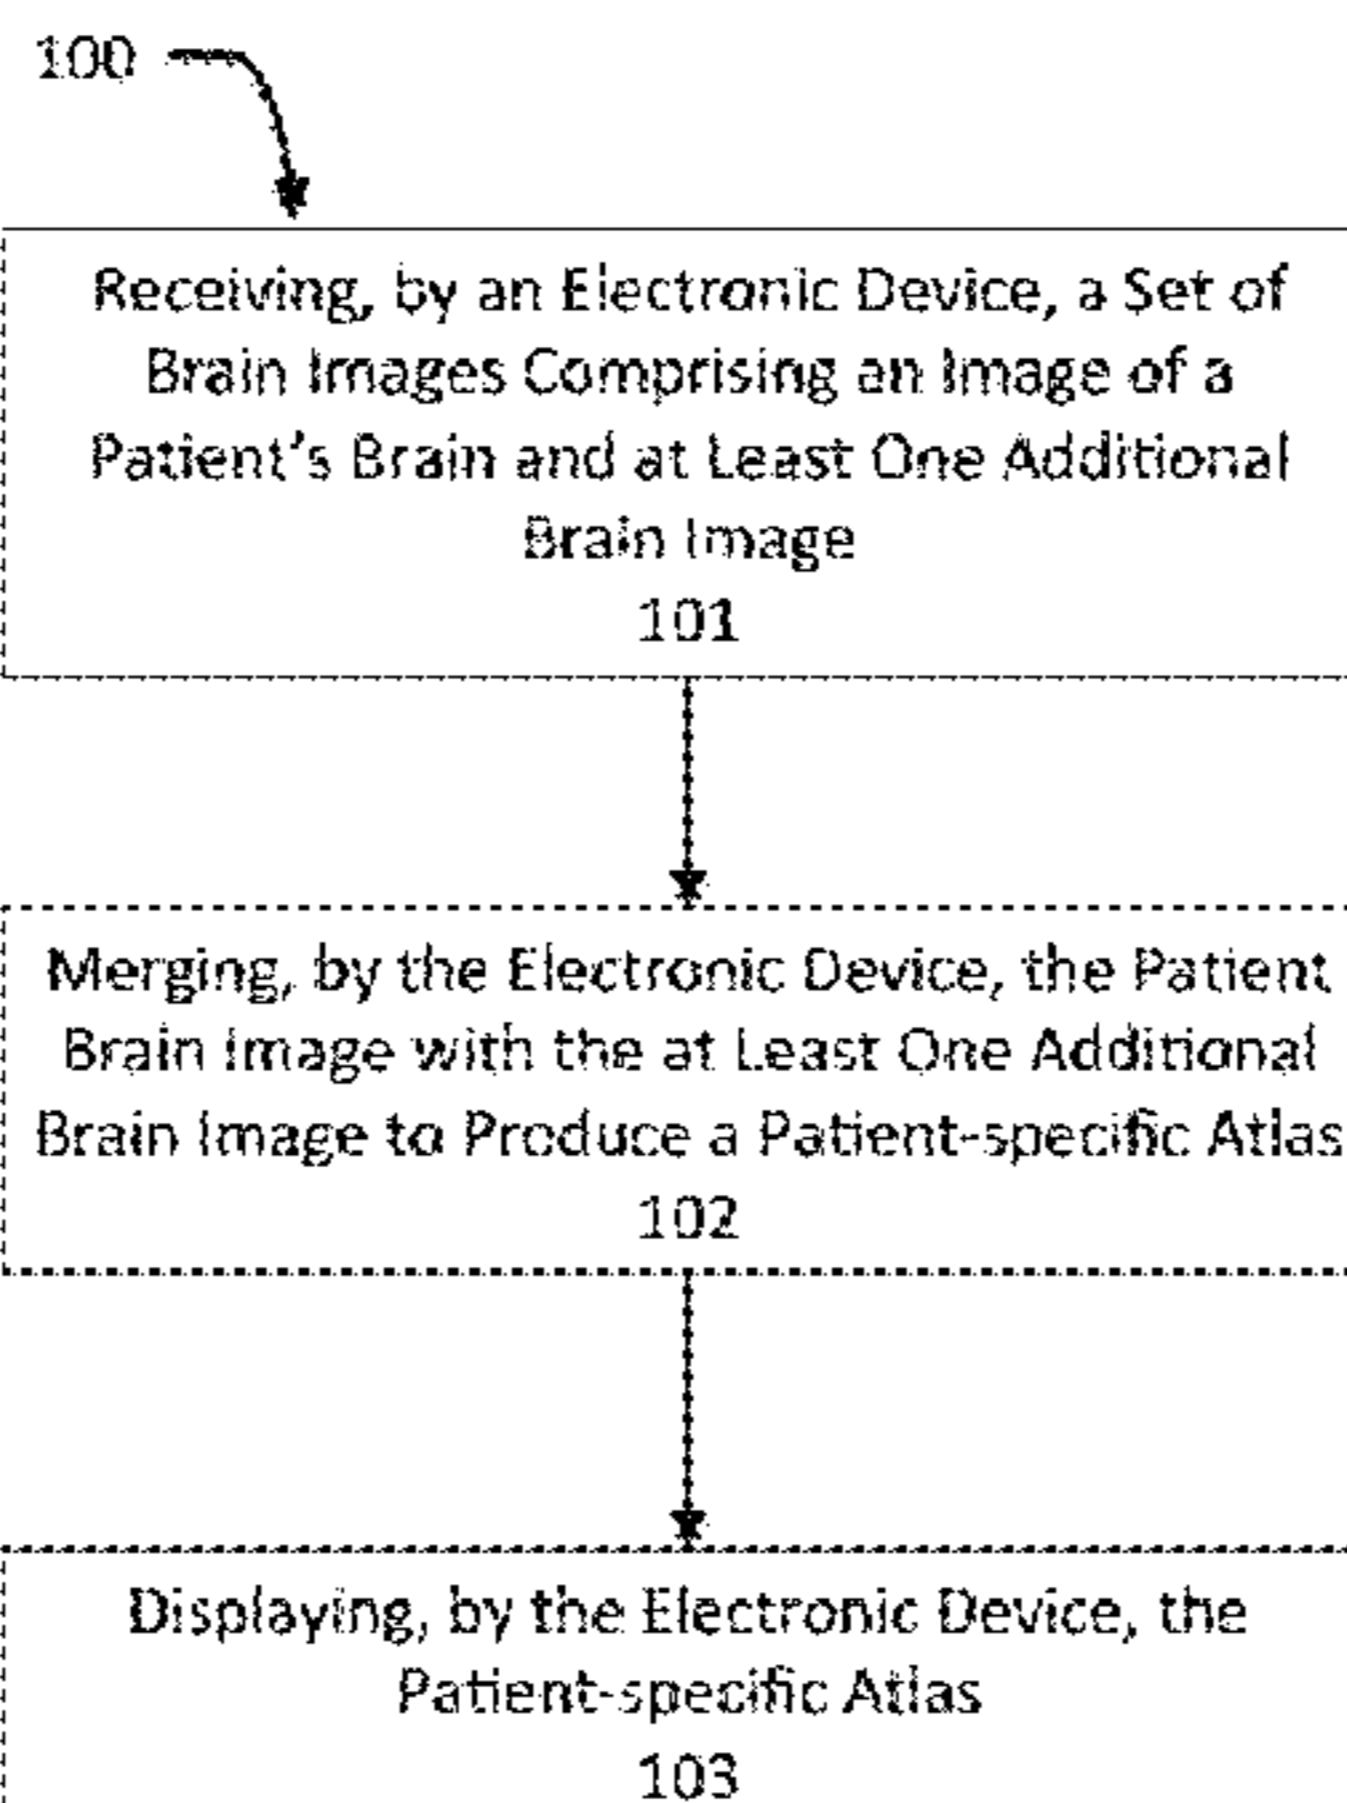 100
Receiving, by an Electronic Device, a Set of
Brain Images Comprising an Image of a
Patient's Brain and at Least One Additional
Brain Image
101
Merging, by the Electronic Device, the Patient
Brain Image with the at Least One Additional
Brain Image to Produce a Patient-specific Atlas
102
Displaying, by the Electronic Device, the
Patient-specific Atlas
103